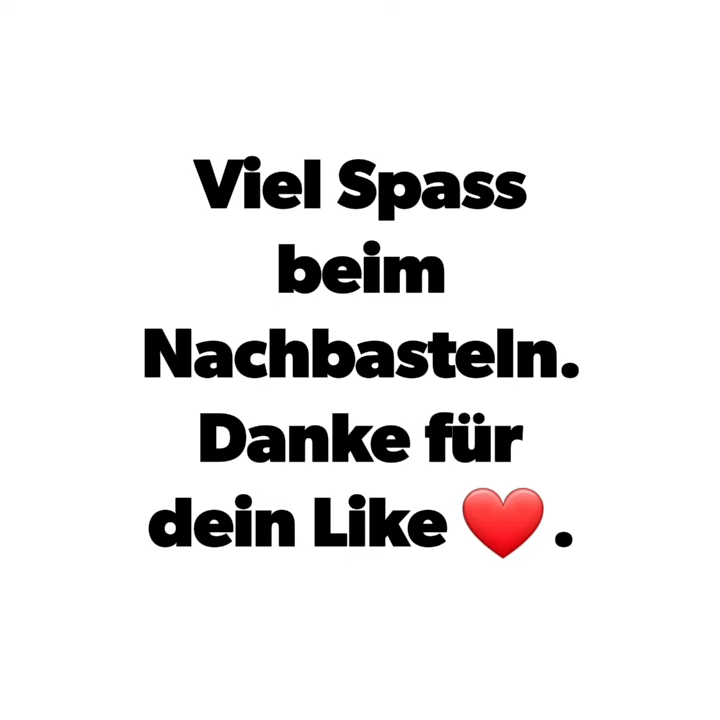 Viel Spass
beim
Nachbasteln.
Danke für
dein Like ❤️.